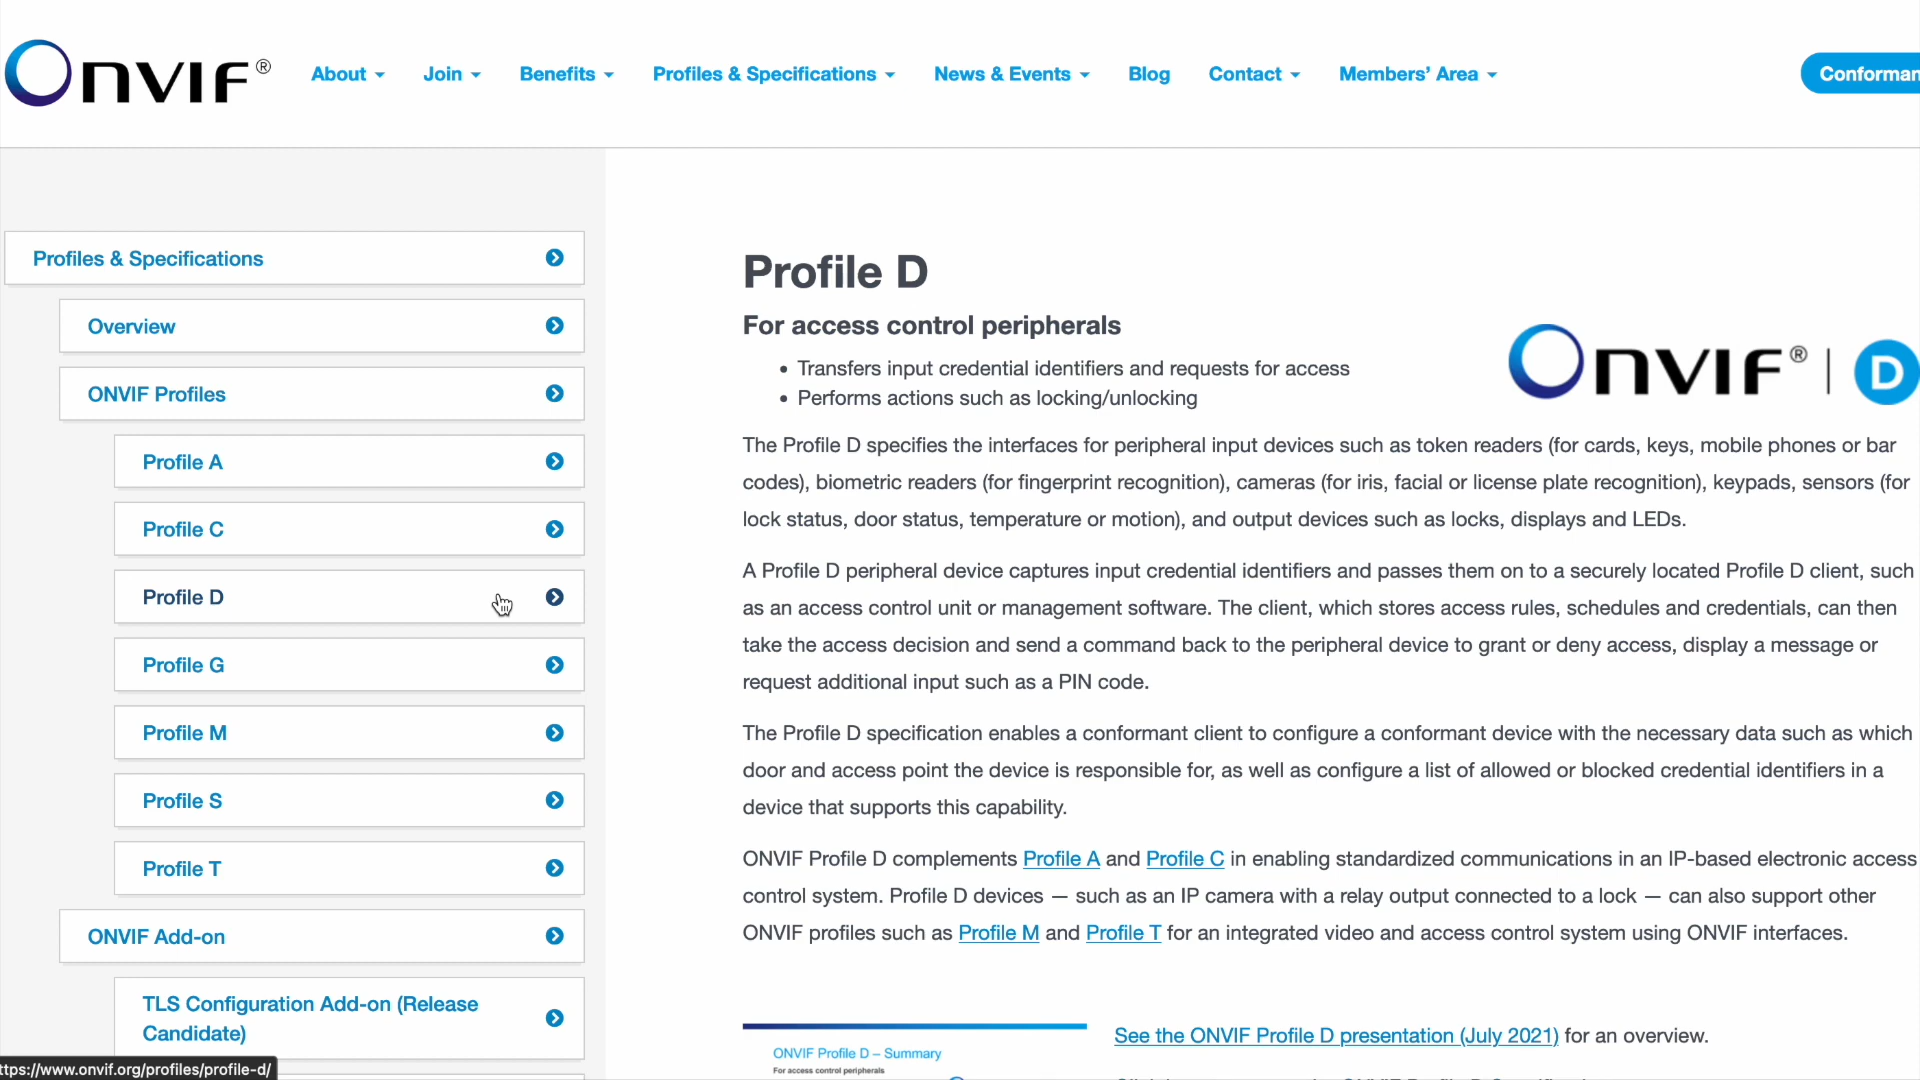 ONVIF®
About
Join
Benefits
Profiles & Specifications
News & Events
Blog
Contact
Members' Area
Conforman
Profiles & Specifications
Overview
ONVIF Profiles
Profile A
Profile C
Profile D
Profile G
Profile M
Profile S
Profile T
ONVIF Add-on
TLS Configuration Add-on (Release
Candidate)
ttps://www.onvif.org/profiles/profile-d/
Profile D
For access control peripherals
• Transfers input credential identifiers and requests for access
• Performs actions such as locking/unlocking
ONVIF® | D
The Profile D specifies the interfaces for peripheral input devices such as token readers (for cards, keys, mobile phones or bar
codes), biometric readers (for fingerprint recognition), cameras (for iris, facial or license plate recognition), keypads, sensors (for
lock status, door status, temperature or motion), and output devices such as locks, displays and LEDs.
A Profile D peripheral device captures input credential identifiers and passes them on to a securely located Profile D client, such
as an access control unit or management software. The client, which stores access rules, schedules and credentials, can then
take the access decision and send a command back to the peripheral device to grant or deny access, display a message or
request additional input such as a PIN code.
The Profile D specification enables a conformant client to configure a conformant device with the necessary data such as which
door and access point the device is responsible for, as well as configure a list of allowed or blocked credential identifiers in a
device that supports this capability.
ONVIF Profile D complements Profile A and Profile C in enabling standardized communications in an IP-based electronic access
control system. Profile D devices — such as an IP camera with a relay output connected to a lock — can also support other
ONVIF profiles such as Profile M and Profile T for an integrated video and access control system using ONVIF interfaces.
ONVIF Profile D – Summary
For access control peripherals
See the ONVIF Profile D presentation (July 2021) for an overview.